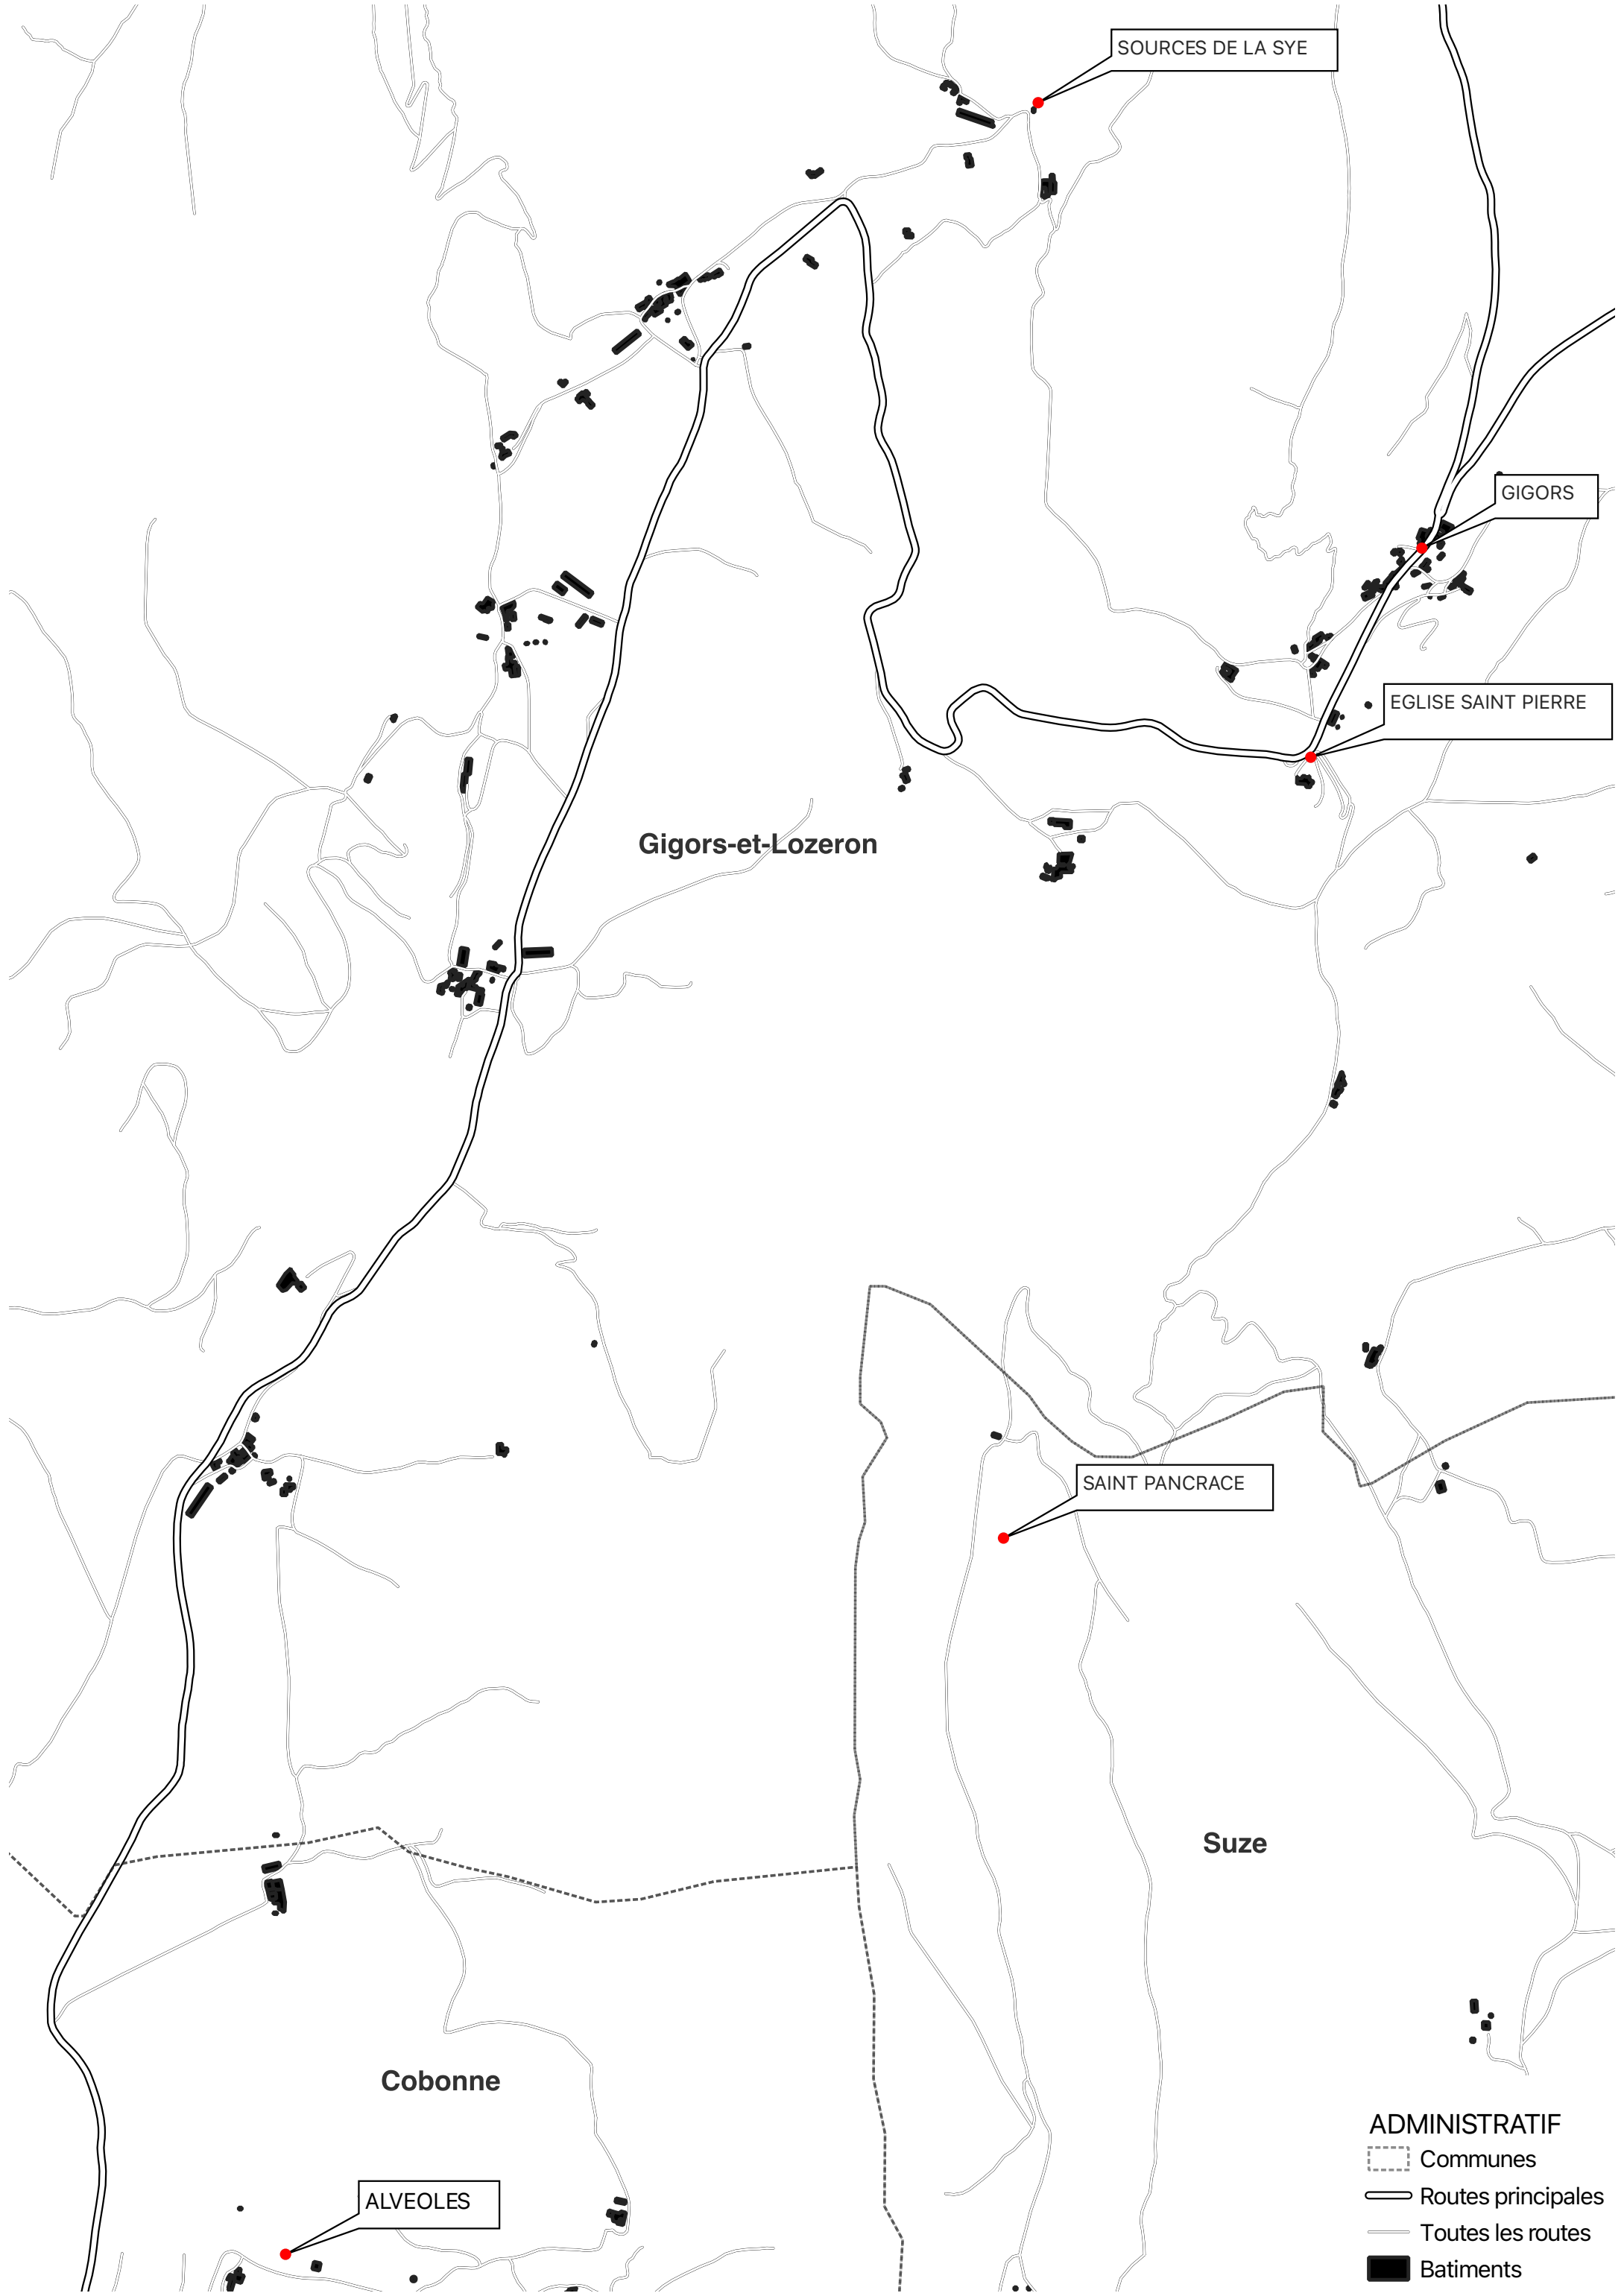 SOURCES DE LA SYE
GIGORS
EGLISE SAINT PIERRE
Gigors-et-Lozeron
SAINT PANCRACE
Suze
Cobonne
ALVEOLES
ADMINISTRATIF
Communes
Routes principales
Toutes les routes
Batiments